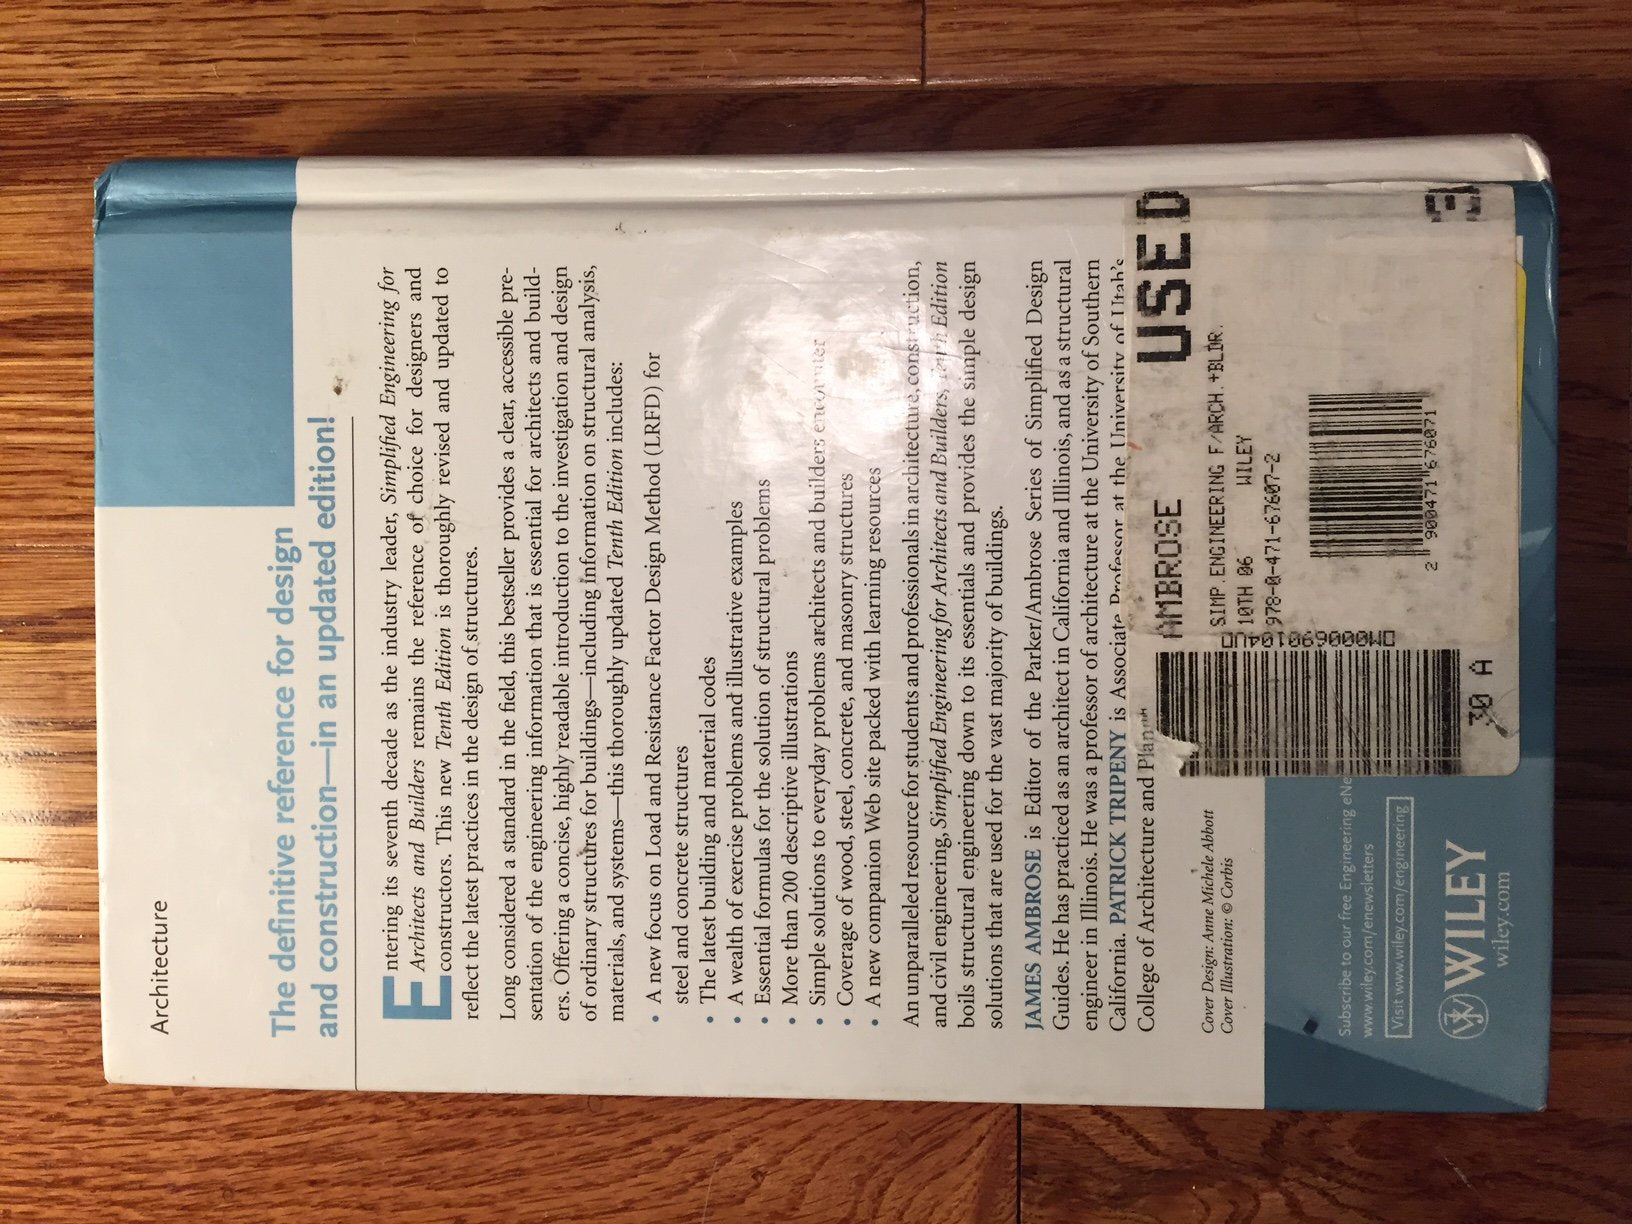 Architecture
The definitive reference for design
and construction—in an updated edition!
Entering its seventh decade as the industry leader, Simplified Engineering for
Architects and Builders remains the reference of choice for designers and
constructors. This new Tenth Edition is thoroughly revised and updated to
reflect the latest practices in the design of structures.
Long considered a standard in the field, this bestseller provides a clear, accessible pre-
sentation of the engineering information that is essential for architects and build-
ers. Offering a concise, highly readable introduction to the investigation and design
of ordinary structures for buildings—including information on structural analysis,
materials, and systems—this thoroughly updated Tenth Edition includes:
• A new focus on Load and Resistance Factor Design Method (LRFD) for
steel and concrete structures
• The latest building and material codes
• A wealth of exercise problems and illustrative examples
• Essential formulas for the solution of structural problems
• More than 200 descriptive illustrations
• Simple solutions to everyday problems architects and builders encounter
• Coverage of wood, steel, concrete, and masonry structures
• A new companion Web site packed with learning resources
An unparalleled resource for students and professionals in architecture, construction,
and civil engineering, Simplified Engineering for Architects and Builders, Tenth Edition
boils structural engineering down to its essentials and provides the simple design
solutions that are used for the vast majority of buildings.
JAMES AMBROSE is Editor of the Parker/Ambrose Series of Simplified Design
Guides. He has practiced as an architect in California and Illinois, and as a structural
engineer in Illinois. He was a professor of architecture at the University of Southern
California. PATRICK TRIPENY is Associate Professor at the University of Utah's
College of Architecture and Plann
Cover Design: Anne Michele Abbott
Cover Illustration: © Corbis
Subscribe to our free Engineering eNe
www.wiley.com/enewsletters
Visit www.wiley.com/engineering
WILEY
wiley.com
AMBROSE USED
SIMP.ENGINEERING F/ARCH.+BLDR.
10TH 06 WILEY
978-0-471-67607-2
2 900471 676071
0M000690104U0
30 A